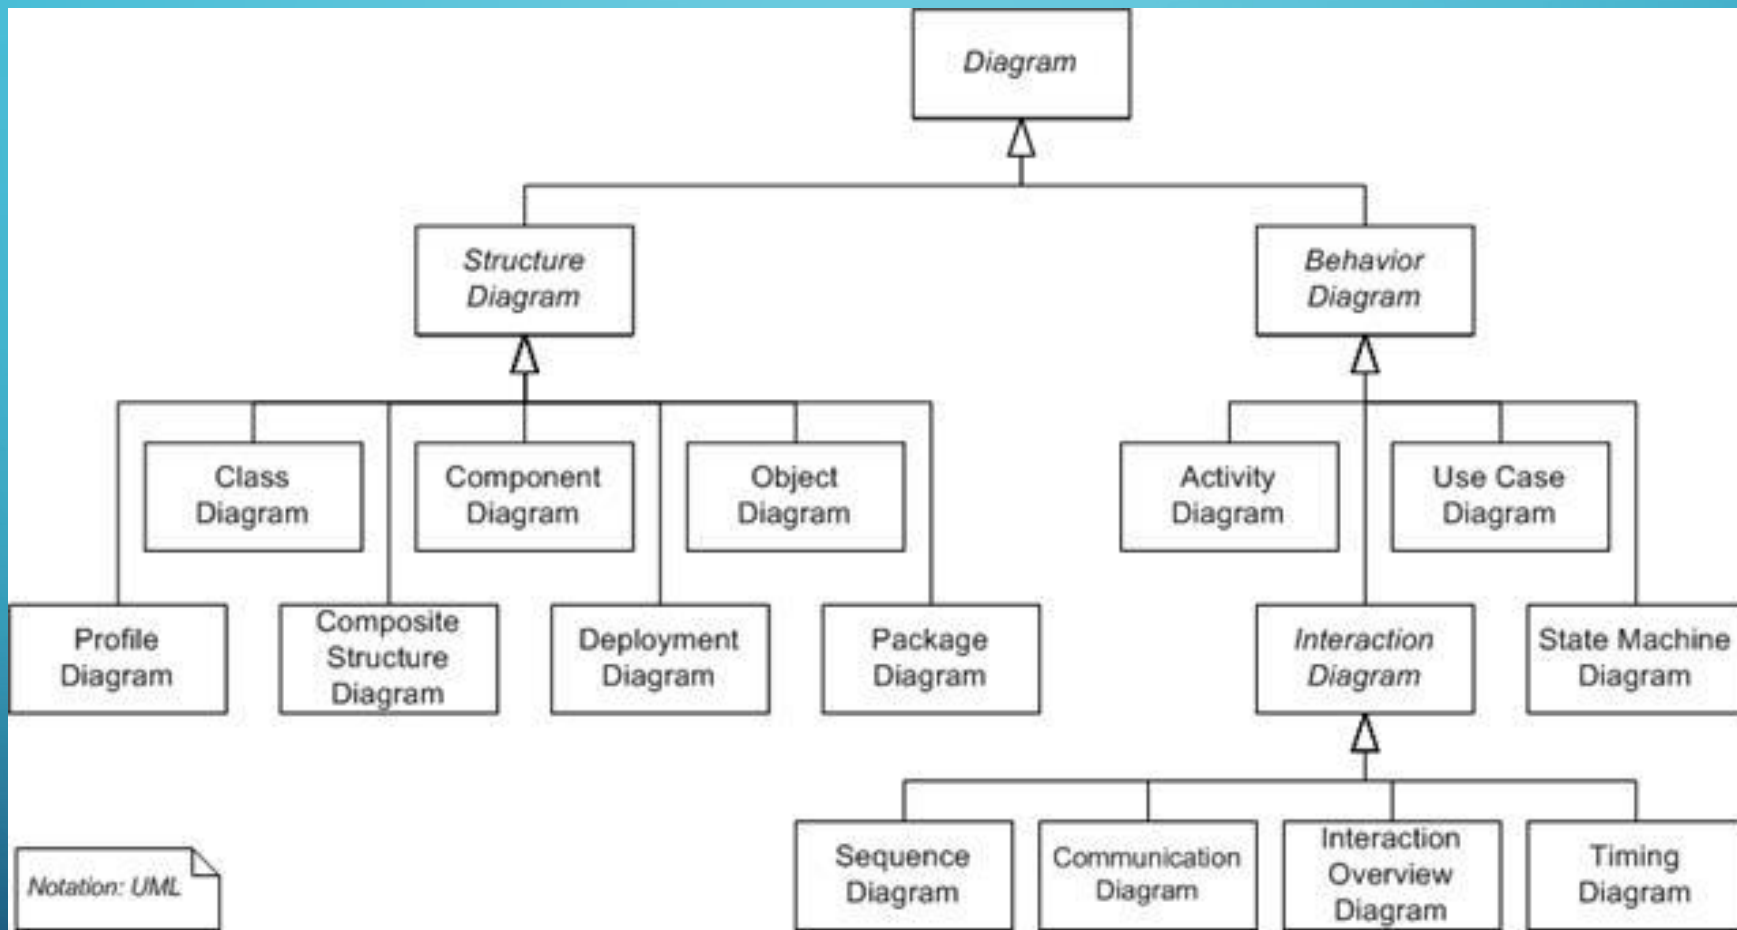 Diagram
Structure
Diagram
Behavior
Diagram
Class
Diagram
Component
Diagram
Object
Diagram
Activity
Diagram
Use Case
Diagram
Profile
Diagram
Composite
Structure
Diagram
Deployment
Diagram
Package
Diagram
Interaction
Diagram
State Machine
Diagram
Sequence
Diagram
Communication
Diagram
Interaction
Overview
Diagram
Timing
Diagram
Notation: UML